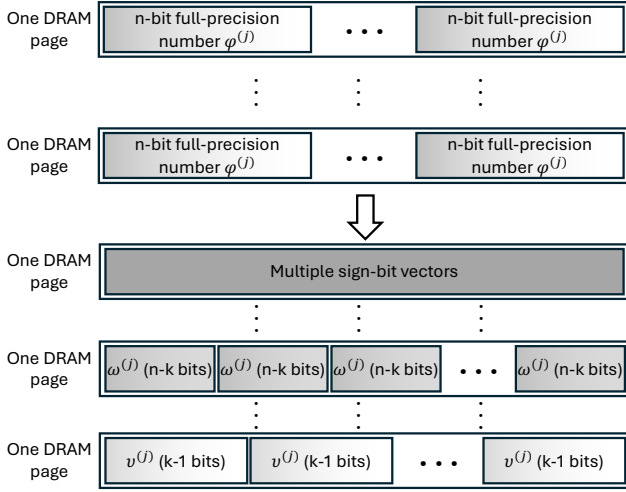 One DRAM page
n-bit full-precision number φ^(j)
• • •
n-bit full-precision number φ^(j)
One DRAM page
n-bit full-precision number φ^(j)
• • •
n-bit full-precision number φ^(j)
One DRAM page
Multiple sign-bit vectors
One DRAM page
ω^(j) (n-k bits)
ω^(j) (n-k bits)
ω^(j) (n-k bits)
• • •
ω^(j) (n-k bits)
One DRAM page
υ^(j) (k-1 bits)
υ^(j) (k-1 bits)
• • •
υ^(j) (k-1 bits)